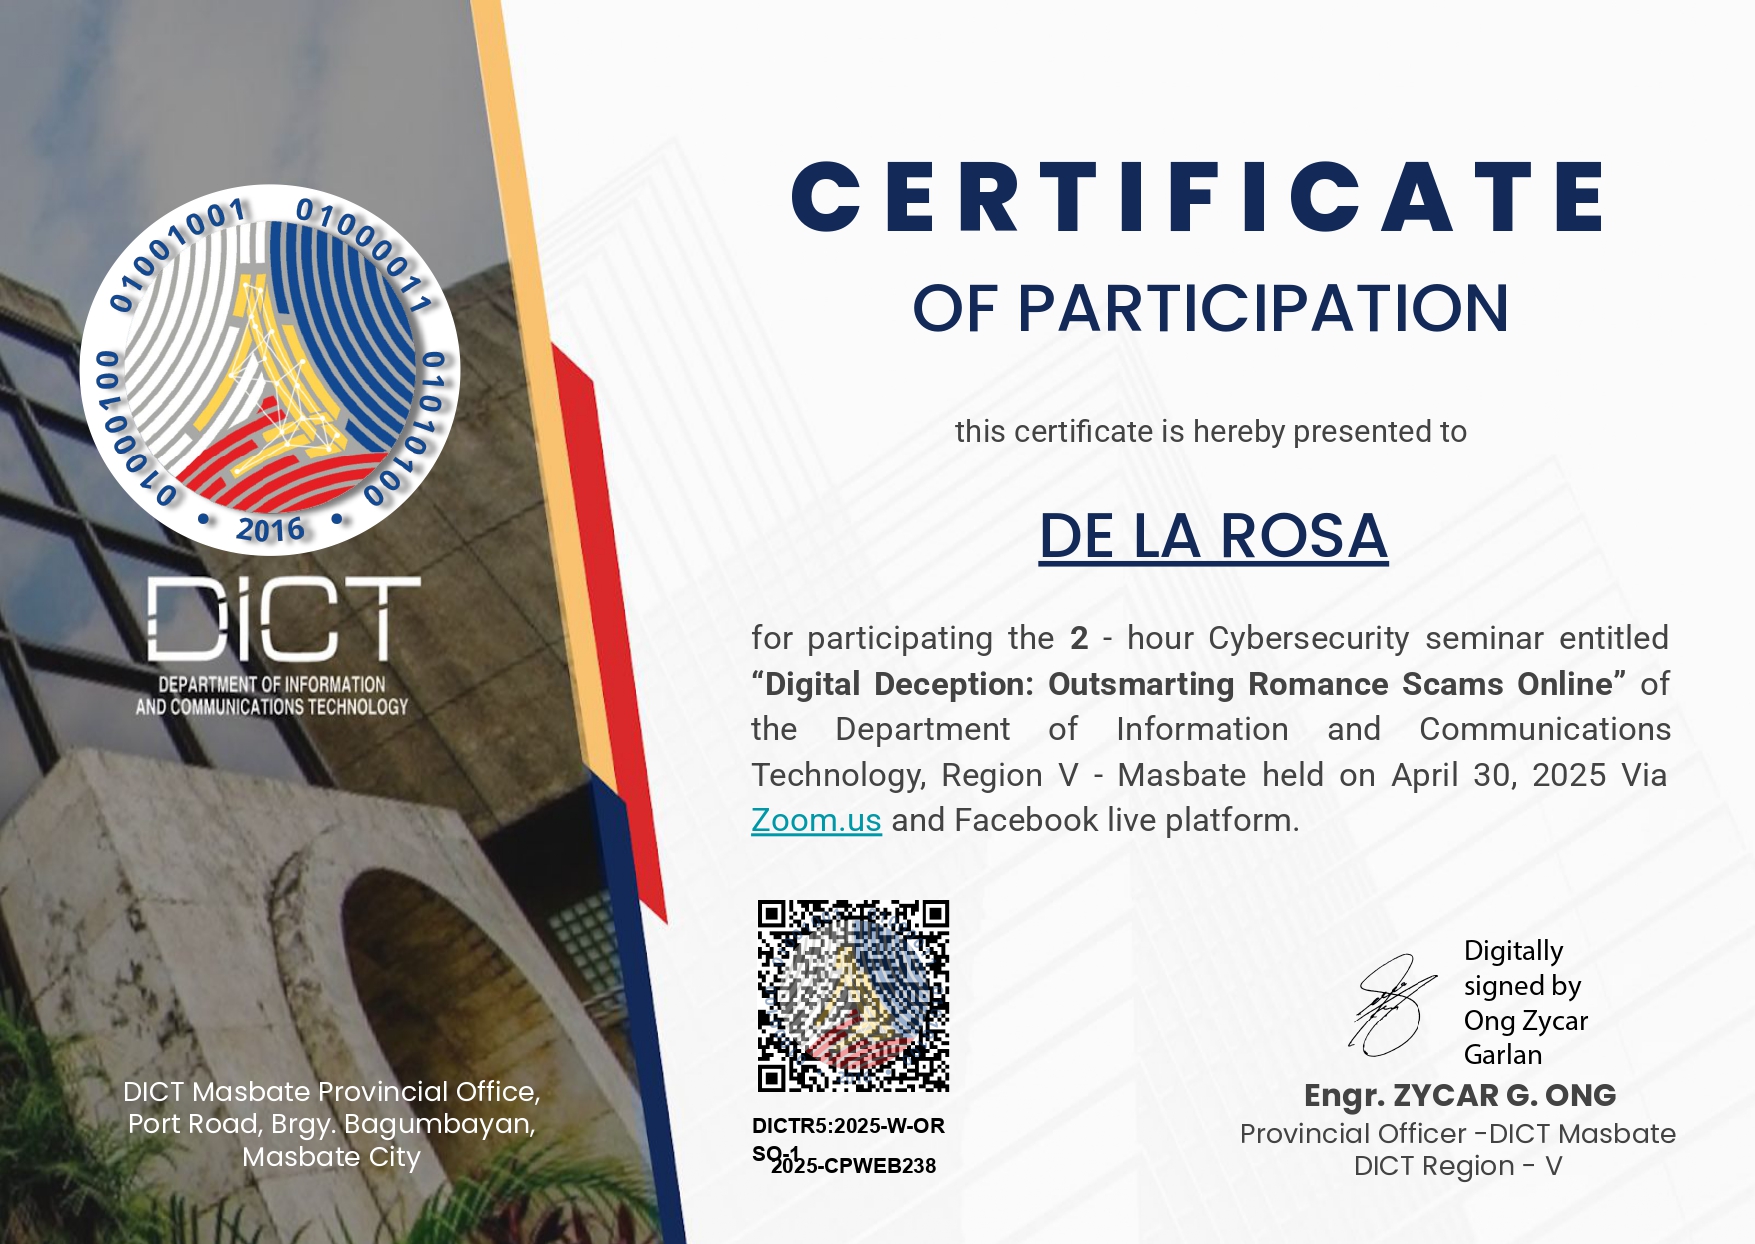 CERTIFICATE
OF PARTICIPATION
this certificate is hereby presented to
DE LA ROSA
for participating the 2 - hour Cybersecurity seminar entitled
“Digital Deception: Outsmarting Romance Scams Online” of
the Department of Information and Communications
Technology, Region V - Masbate held on April 30, 2025 Via
Zoom.us and Facebook live platform.
01001001 01000011
01000100 01010100
• 2016 •
DICT
DEPARTMENT OF INFORMATION
AND COMMUNICATIONS TECHNOLOGY
DICT Masbate Provincial Office,
Port Road, Brgy. Bagumbayan,
Masbate City
DICTR5:2025-W-OR
SO-1
2025-CPWEB238
Digitally
signed by
Ong Zycar
Garlan
Engr. ZYCAR G. ONG
Provincial Officer -DICT Masbate
DICT Region - V